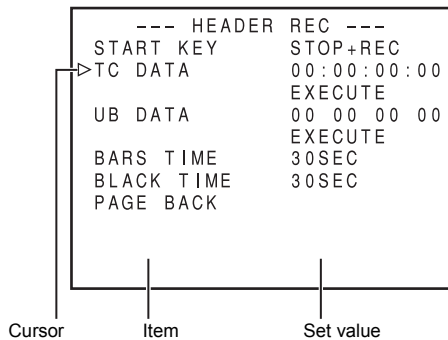 --- HEADER REC ---
START KEY STOP+REC
▷TC DATA 00:00:00:00
EXECUTE
UB DATA 00 00 00 00
EXECUTE
BARS TIME 30SEC
BLACK TIME 30SEC
PAGE BACK
Cursor Item Set value